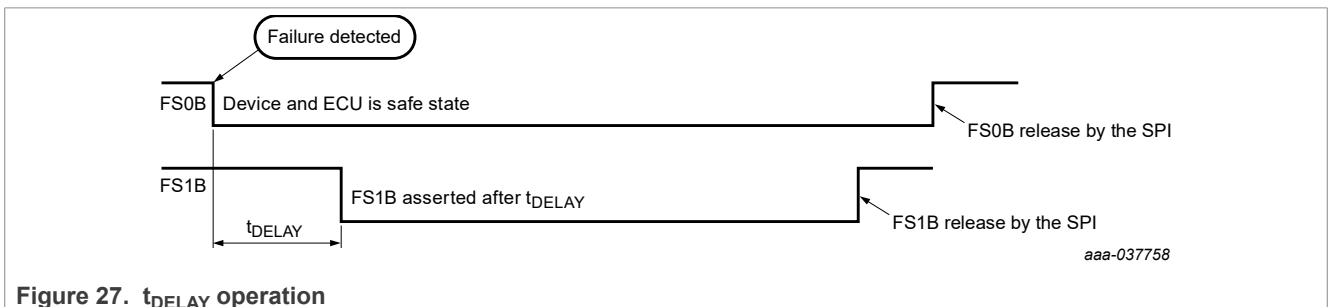 Failure detected
FS0B
Device and ECU is safe state
FS0B release by the SPI
FS1B
FS1B asserted after tDELAY
tDELAY
FS1B release by the SPI
aaa-037758
Figure 27. tDELAY operation